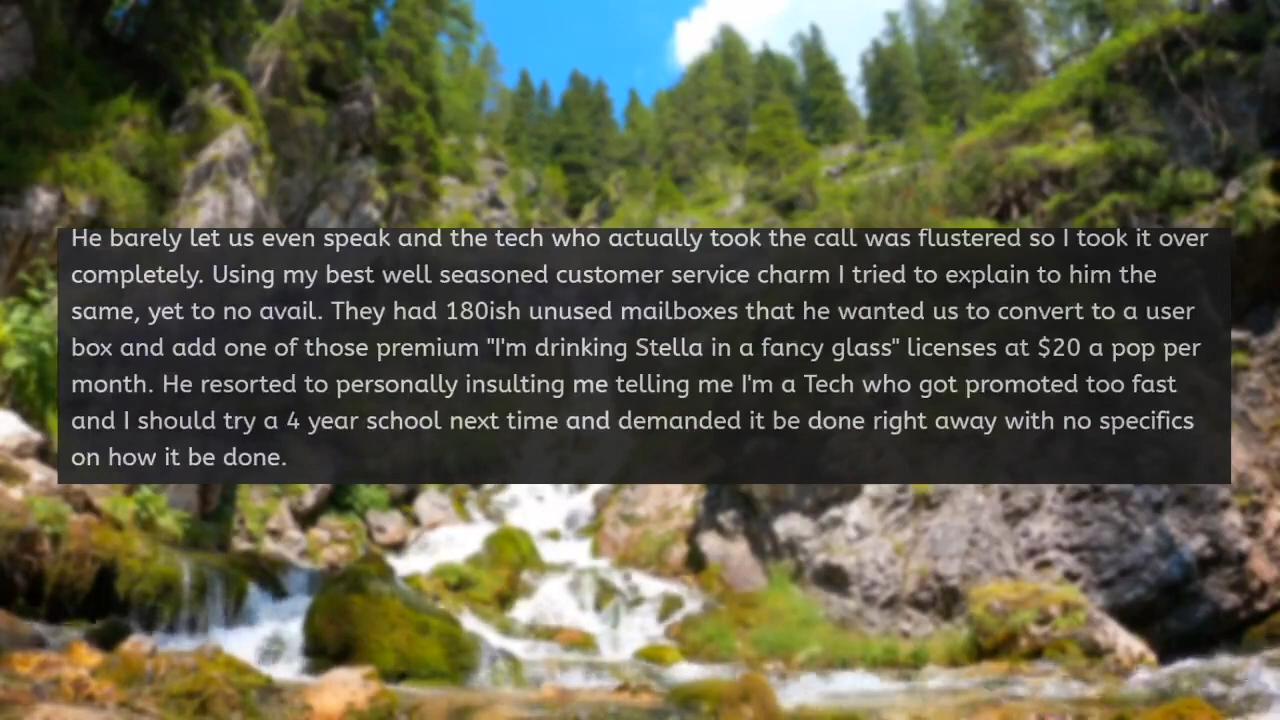 He barely let us even speak and the tech who actually took the call was flustered so I took it over
completely. Using my best well seasoned customer service charm I tried to explain to him the
same, yet to no avail. They had 180ish unused mailboxes that he wanted us to convert to a user
box and add one of those premium "I'm drinking Stella in a fancy glass" licenses at $20 a pop per
month. He resorted to personally insulting me telling me I'm a Tech who got promoted too fast
and I should try a 4 year school next time and demanded it be done right away with no specifics
on how it be done.